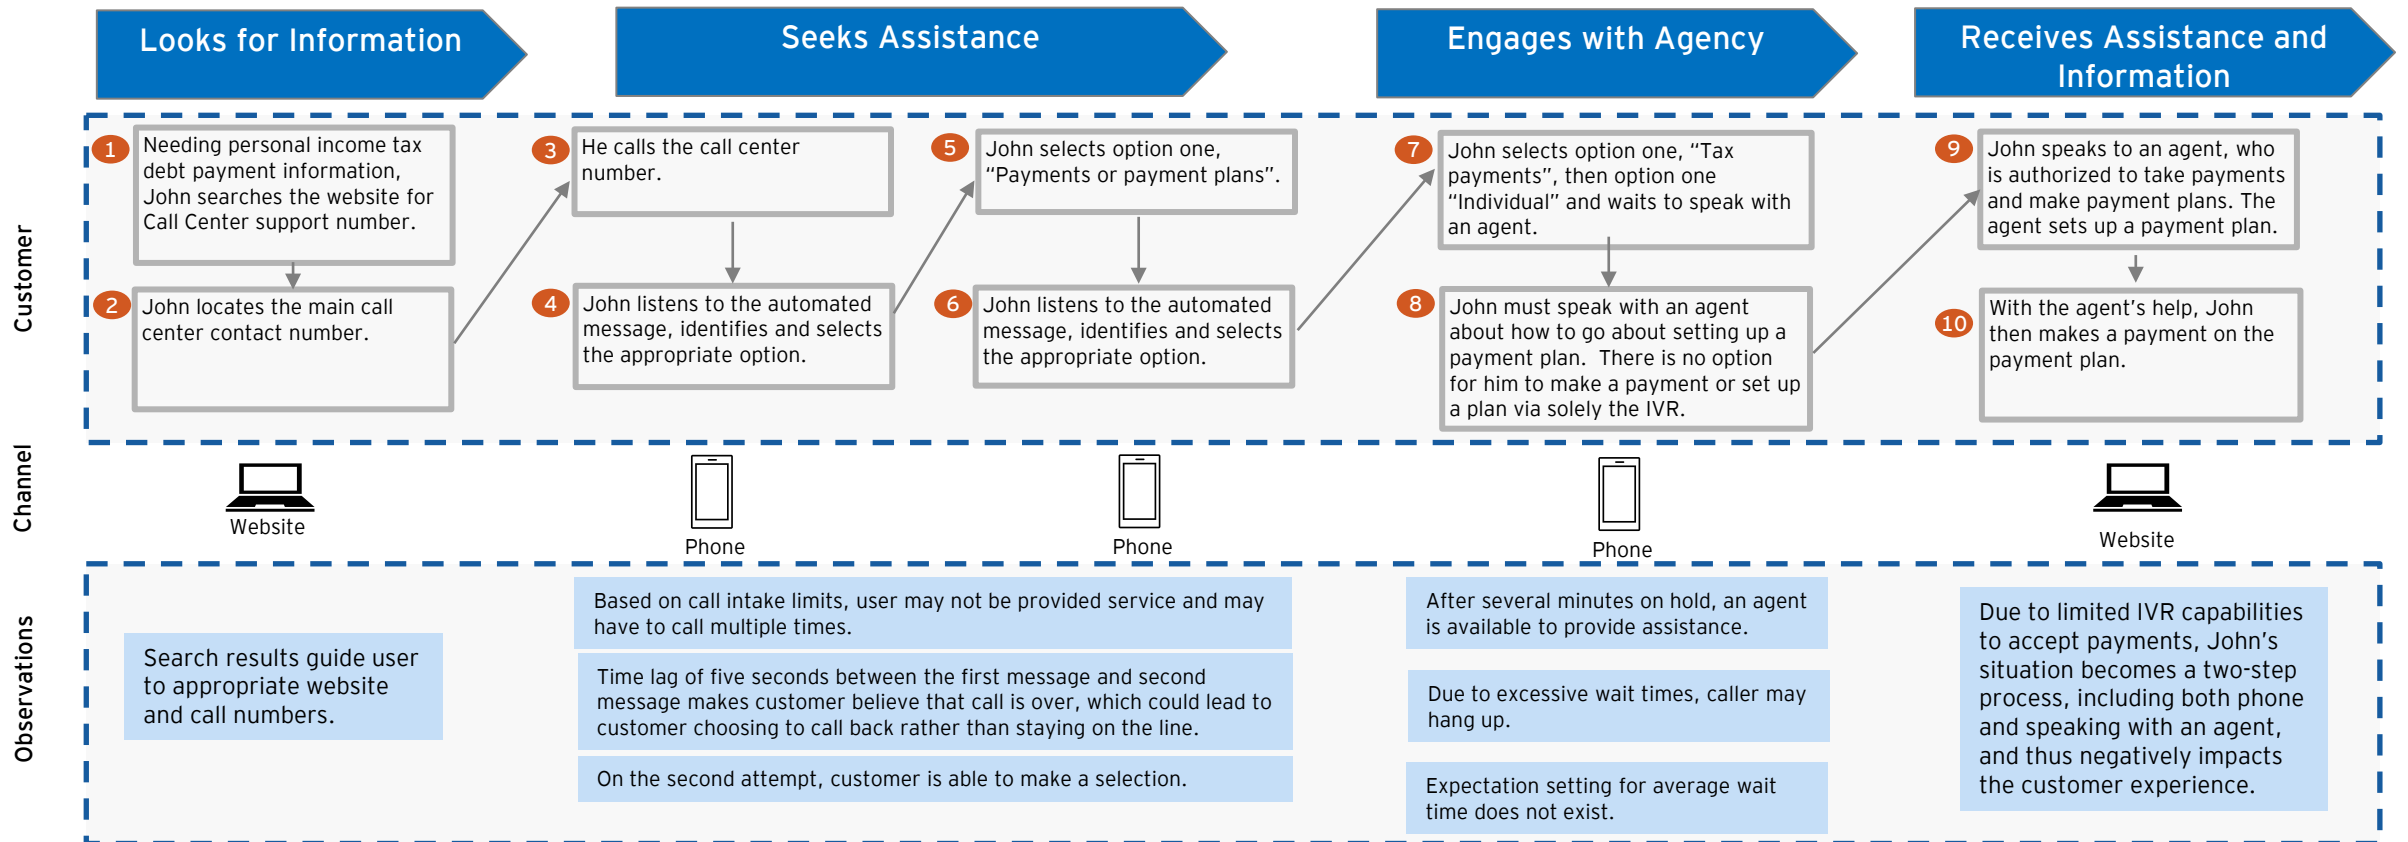 Looks for Information
Seeks Assistance
Engages with Agency
Receives Assistance and
Information
Customer
1
Needing personal income tax
debt payment information,
John searches the website for
Call Center support number.
2
John locates the main call
center contact number.
3
He calls the call center
number.
4
John listens to the automated
message, identifies and selects
the appropriate option.
5
John selects option one,
“Payments or payment plans”.
6
John listens to the automated
message, identifies and selects
the appropriate option.
7
John selects option one, “Tax
payments”, then option one
“Individual” and waits to speak with
an agent.
8
John must speak with an agent
about how to go about setting up a
payment plan.  There is no option
for him to make a payment or set up
a plan via solely the IVR.
9
John speaks to an agent, who
is authorized to take payments
and make payment plans. The
agent sets up a payment plan.
10
With the agent’s help, John
then makes a payment on the
payment plan.
Channel
Website
Phone
Phone
Phone
Website
Observations
Search results guide user
to appropriate website
and call numbers.
Based on call intake limits, user may not be provided service and may
have to call multiple times.
Time lag of five seconds between the first message and second
message makes customer believe that call is over, which could lead to
customer choosing to call back rather than staying on the line.
On the second attempt, customer is able to make a selection.
After several minutes on hold, an agent
is available to provide assistance.
Due to excessive wait times, caller may
hang up.
Expectation setting for average wait
time does not exist.
Due to limited IVR capabilities
to accept payments, John’s
situation becomes a two-step
process, including both phone
and speaking with an agent,
and thus negatively impacts
the customer experience.